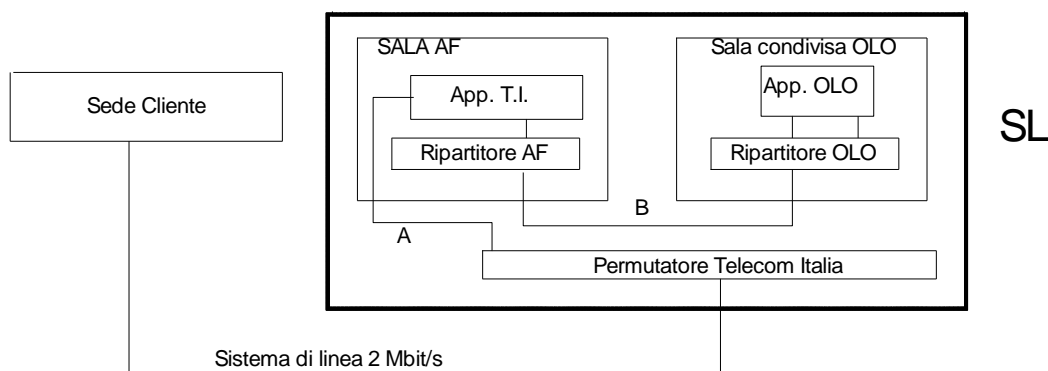 SALA AF
Sala condivisa OLO
Sede Cliente
App. T.I.
App. OLO
SL
Ripartitore AF
Ripartitore OLO
B
A
Permutatore Telecom Italia
Sistema di linea 2 Mbit/s